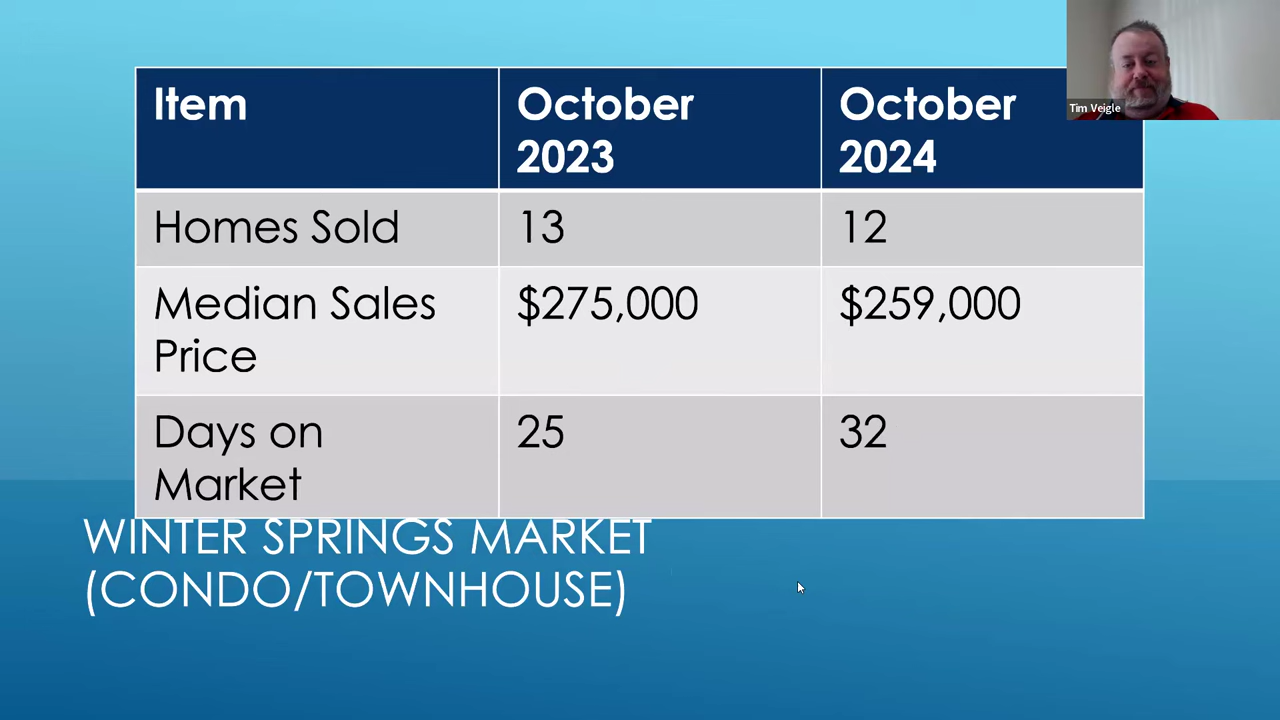 Item
October
2023
October
2024
Tim Veigle
Homes Sold
13
12
Median Sales
Price
$275,000
$259,000
Days on
Market
25
32
WINTER SPRINGS MARKET
(CONDO/TOWNHOUSE)